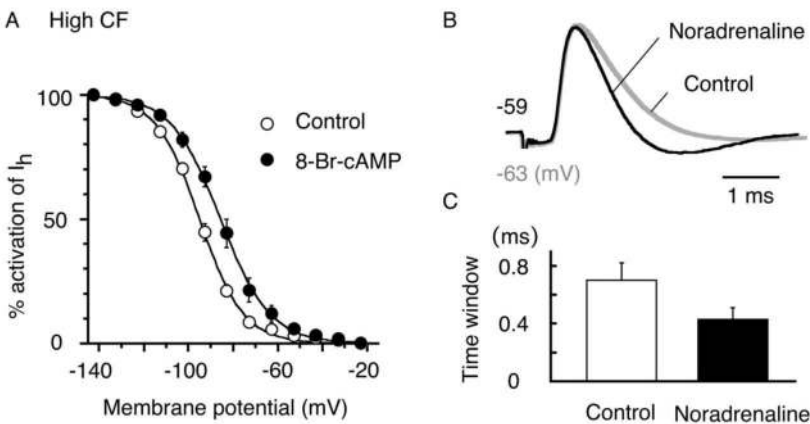 A High CF
% activation of Ih
100
50
0
Control
8-Br-cAMP
-140 -100 -60 -20
Membrane potential (mV)
B
Noradrenaline
Control
-59
-63 (mV)
1 ms
C
(ms)
Time window
0.8
0.4
0
Control Noradrenaline